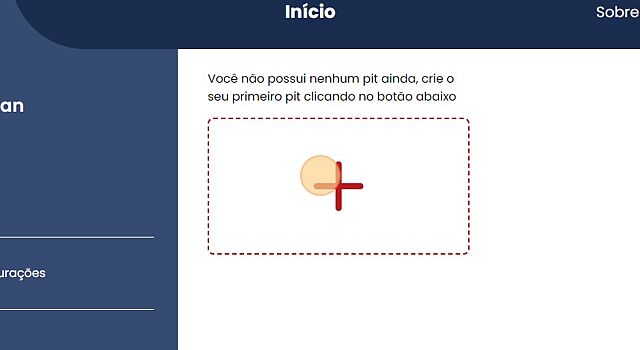 Início
Sobre
an
Você não possui nenhum pit ainda, crie o
seu primeiro pit clicando no botão abaixo
urações